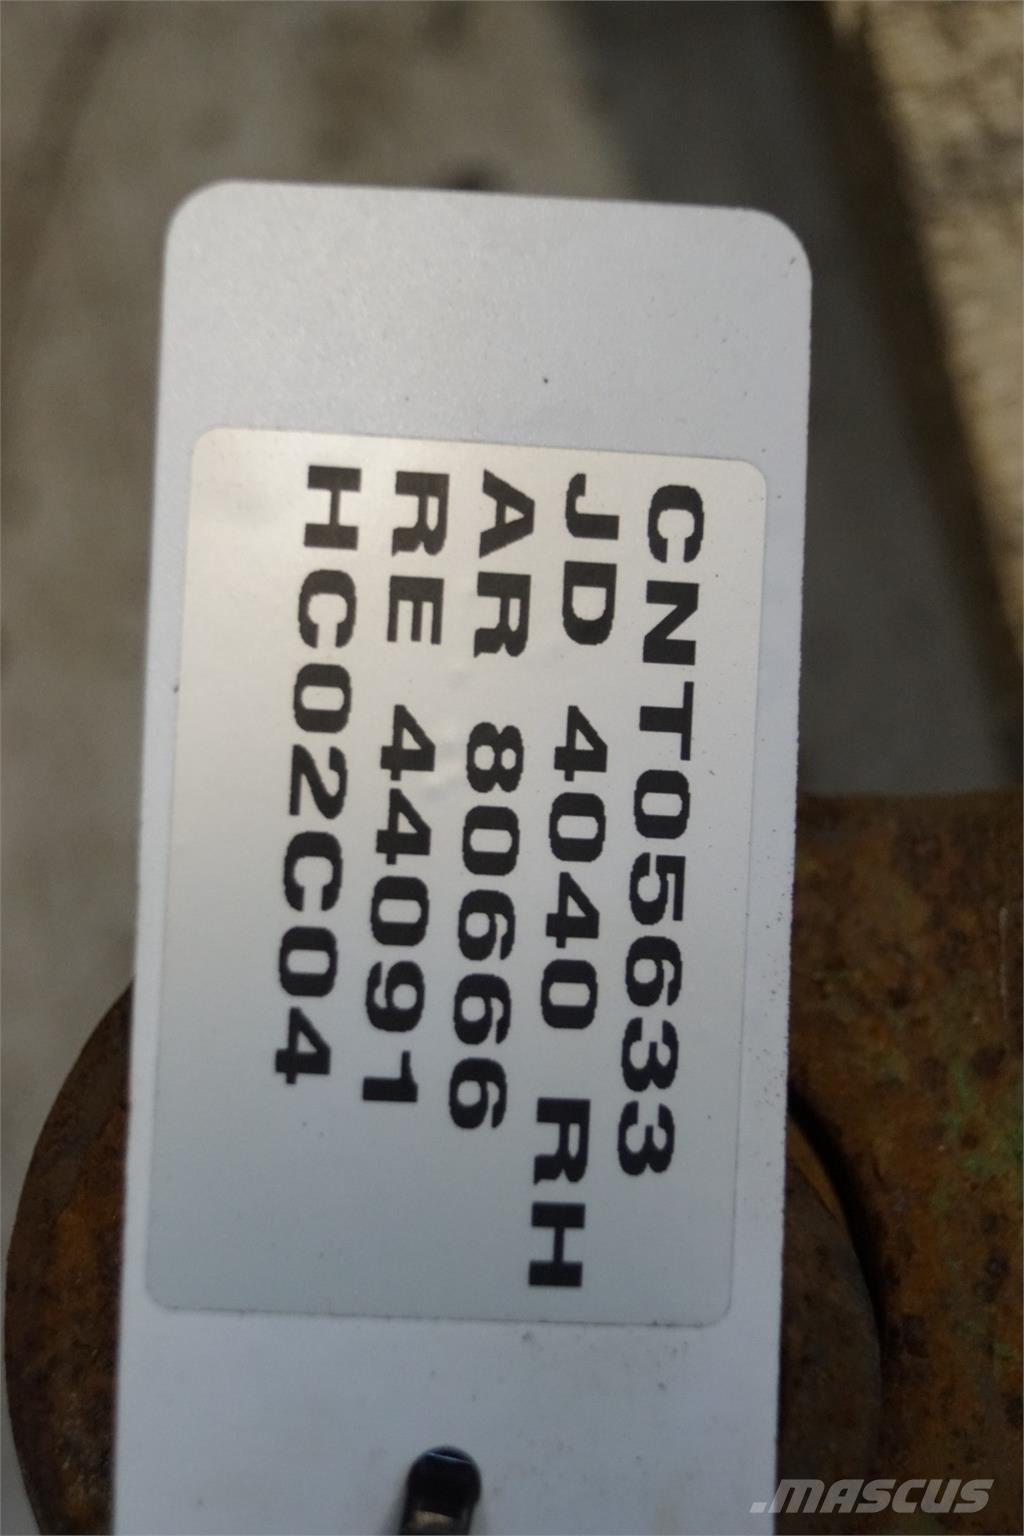 CNT05633
JD 4040 RH
AR 80666
RE 44091
HC02C04
.MASCUS